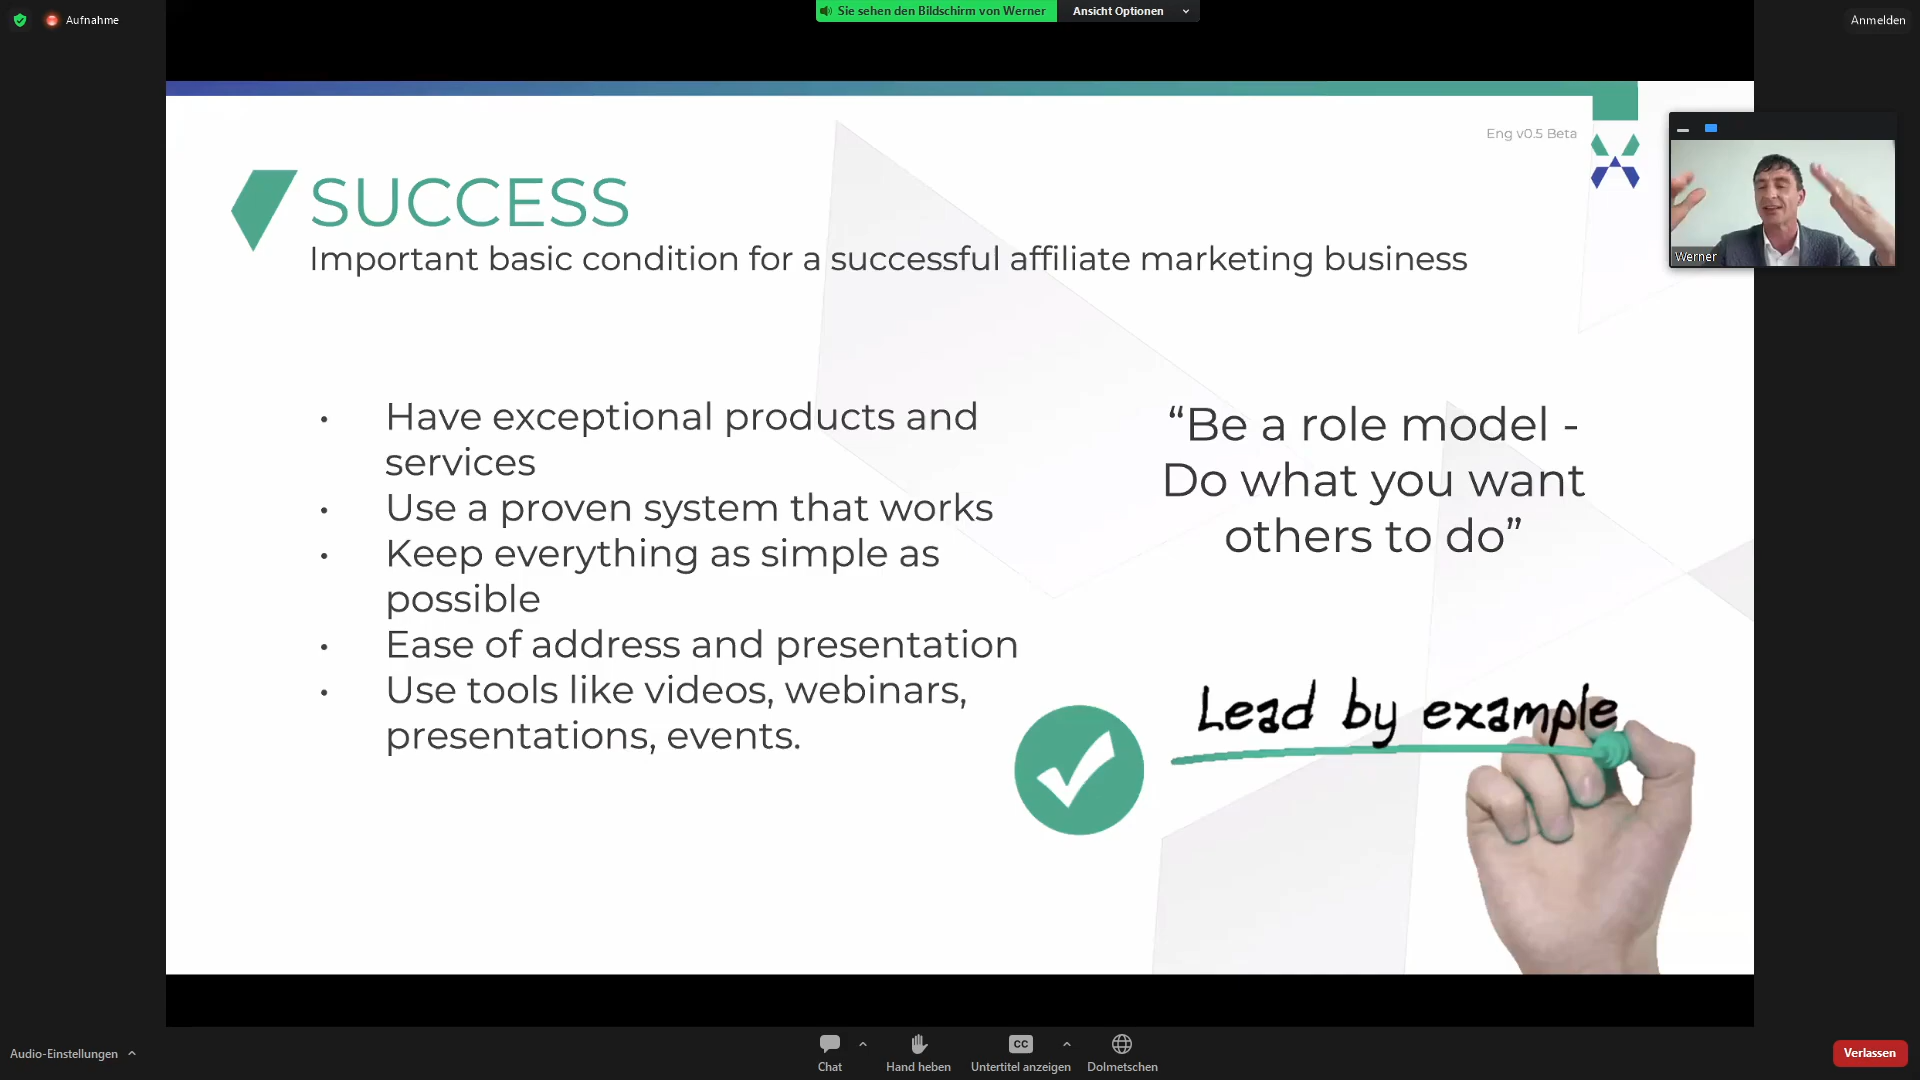 Aufnahme
Sie sehen den Bildschirm von Werner
Ansicht Optionen
Anmelden
Eng v0.5 Beta
SUCCESS
Important basic condition for a successful affiliate marketing business
Werner
• Have exceptional products and
services
• Use a proven system that works
• Keep everything as simple as
possible
• Ease of address and presentation
• Use tools like videos, webinars,
presentations, events.
“Be a role model -
Do what you want
others to do”
Lead by example
Audio-Einstellungen
Chat
Hand heben
CC
Untertitel anzeigen
Dolmetschen
Verlassen